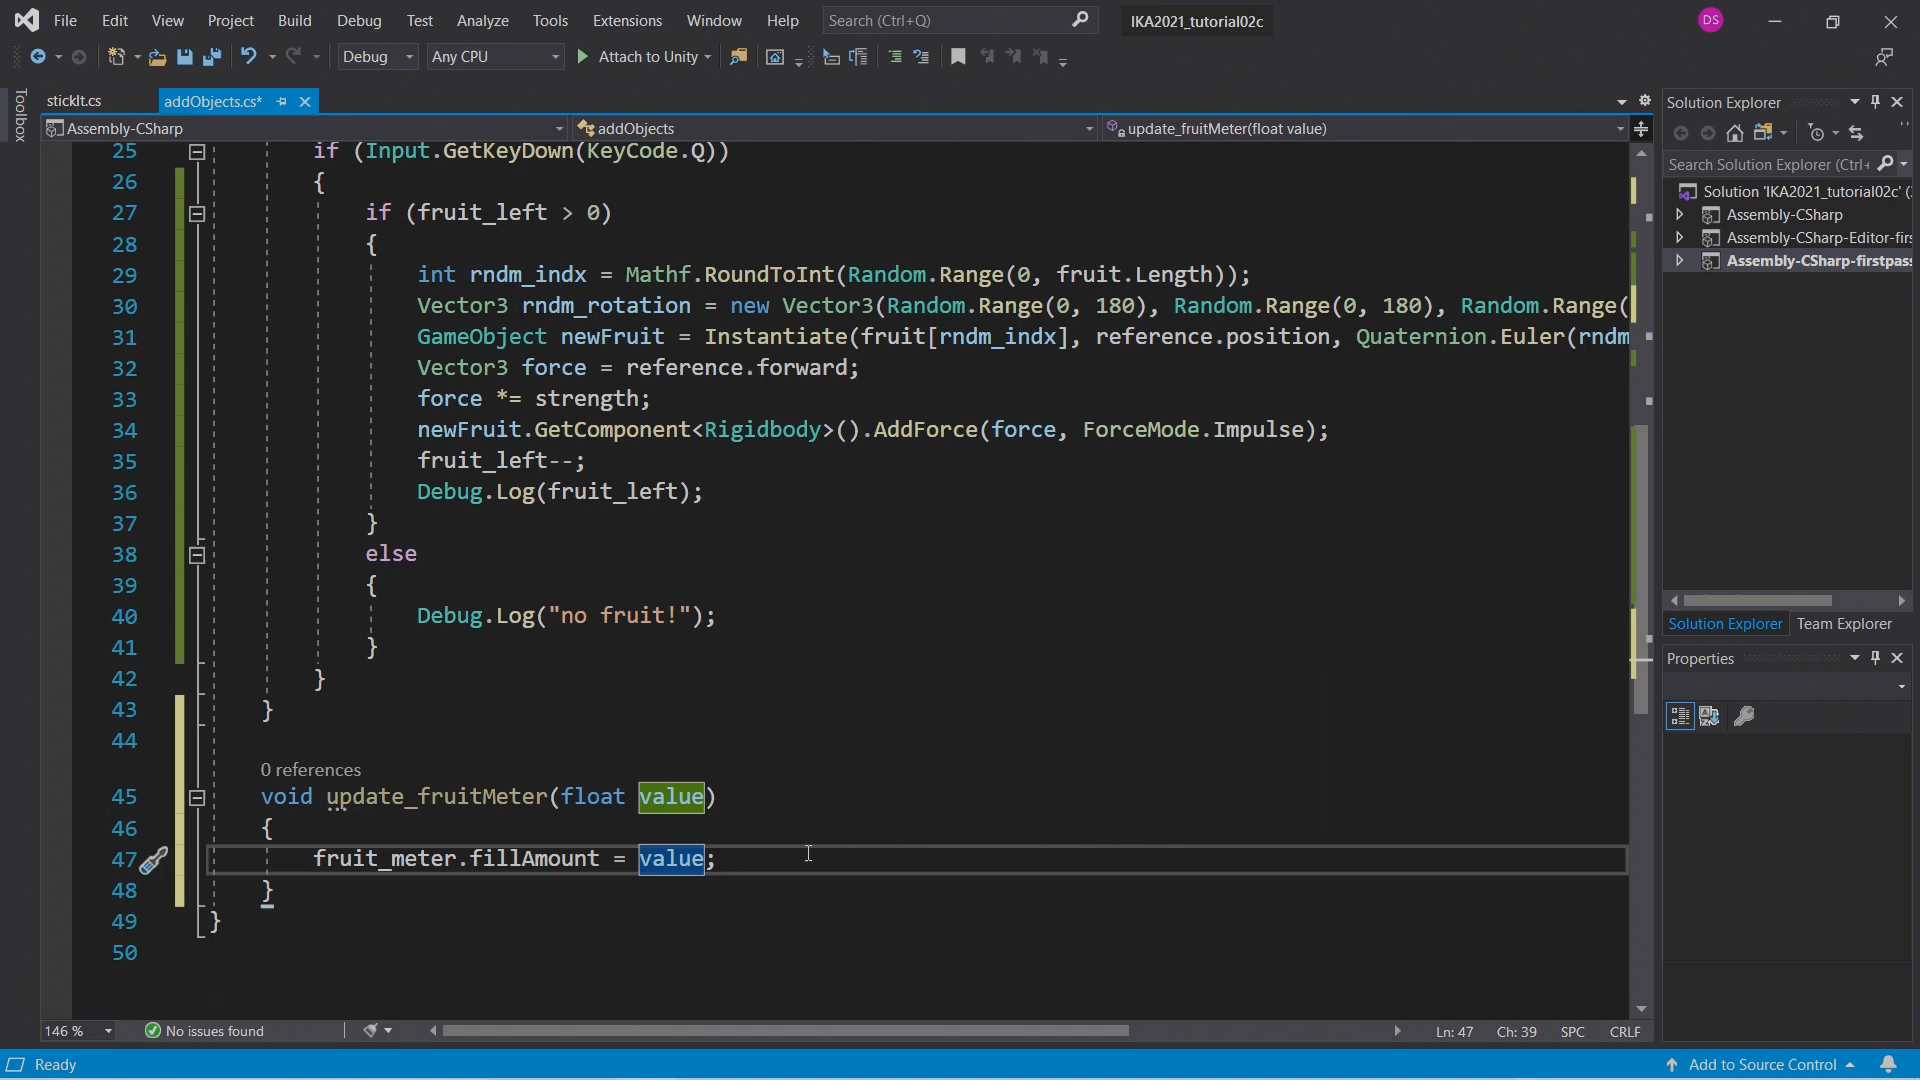 File Edit View Project Build Debug Test Analyze Tools Extensions Window Help Search (Ctrl+Q) IKA2021_tutorial02c DS
Debug Any CPU Attach to Unity
Toolbox
stickIt.cs addObjects.cs*
Assembly-CSharp addObjects update_fruitMeter(float value)
25 if (Input.GetKeyDown(KeyCode.Q))
26 {
27 if (fruit_left > 0)
28 {
29 int rndm_indx = Mathf.RoundToInt(Random.Range(0, fruit.Length));
30 Vector3 rndm_rotation = new Vector3(Random.Range(0, 180), Random.Range(0, 180), Random.Range(
31 GameObject newFruit = Instantiate(fruit[rndm_indx], reference.position, Quaternion.Euler(rndm
32 Vector3 force = reference.forward;
33 force *= strength;
34 newFruit.GetComponent<Rigidbody>().AddForce(force, ForceMode.Impulse);
35 fruit_left--;
36 Debug.Log(fruit_left);
37 }
38 else
39 {
40 Debug.Log("no fruit!");
41 }
42 }
43 }
44
0 references
45 void update_fruitMeter(float value)
46 {
47 fruit_meter.fillAmount = value;
48 }
49 }
50
146 % No issues found Ln: 47 Ch: 39 SPC CRLF
Solution Explorer
Search Solution Explorer (Ctrl+
Solution 'IKA2021_tutorial02c' (
Assembly-CSharp
Assembly-CSharp-Editor-firs
Assembly-CSharp-firstpass
Solution Explorer Team Explorer
Properties
Ready Add to Source Control